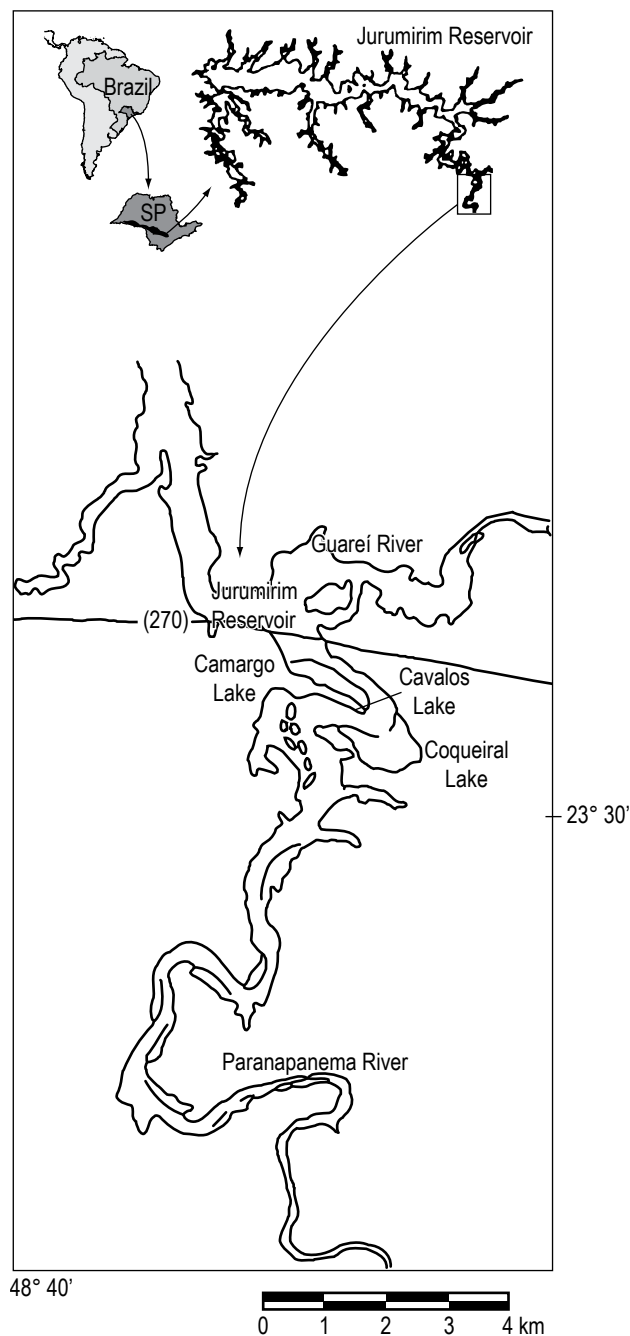 Jurumirim Reservoir
Brazil
SP
Guareí River
Jurumirim
(270) Reservoir
Camargo
Lake
Cavalos
Lake
Coqueiral
Lake
23° 30'
Paranapanema River
48° 40'
0 1 2 3 4 km